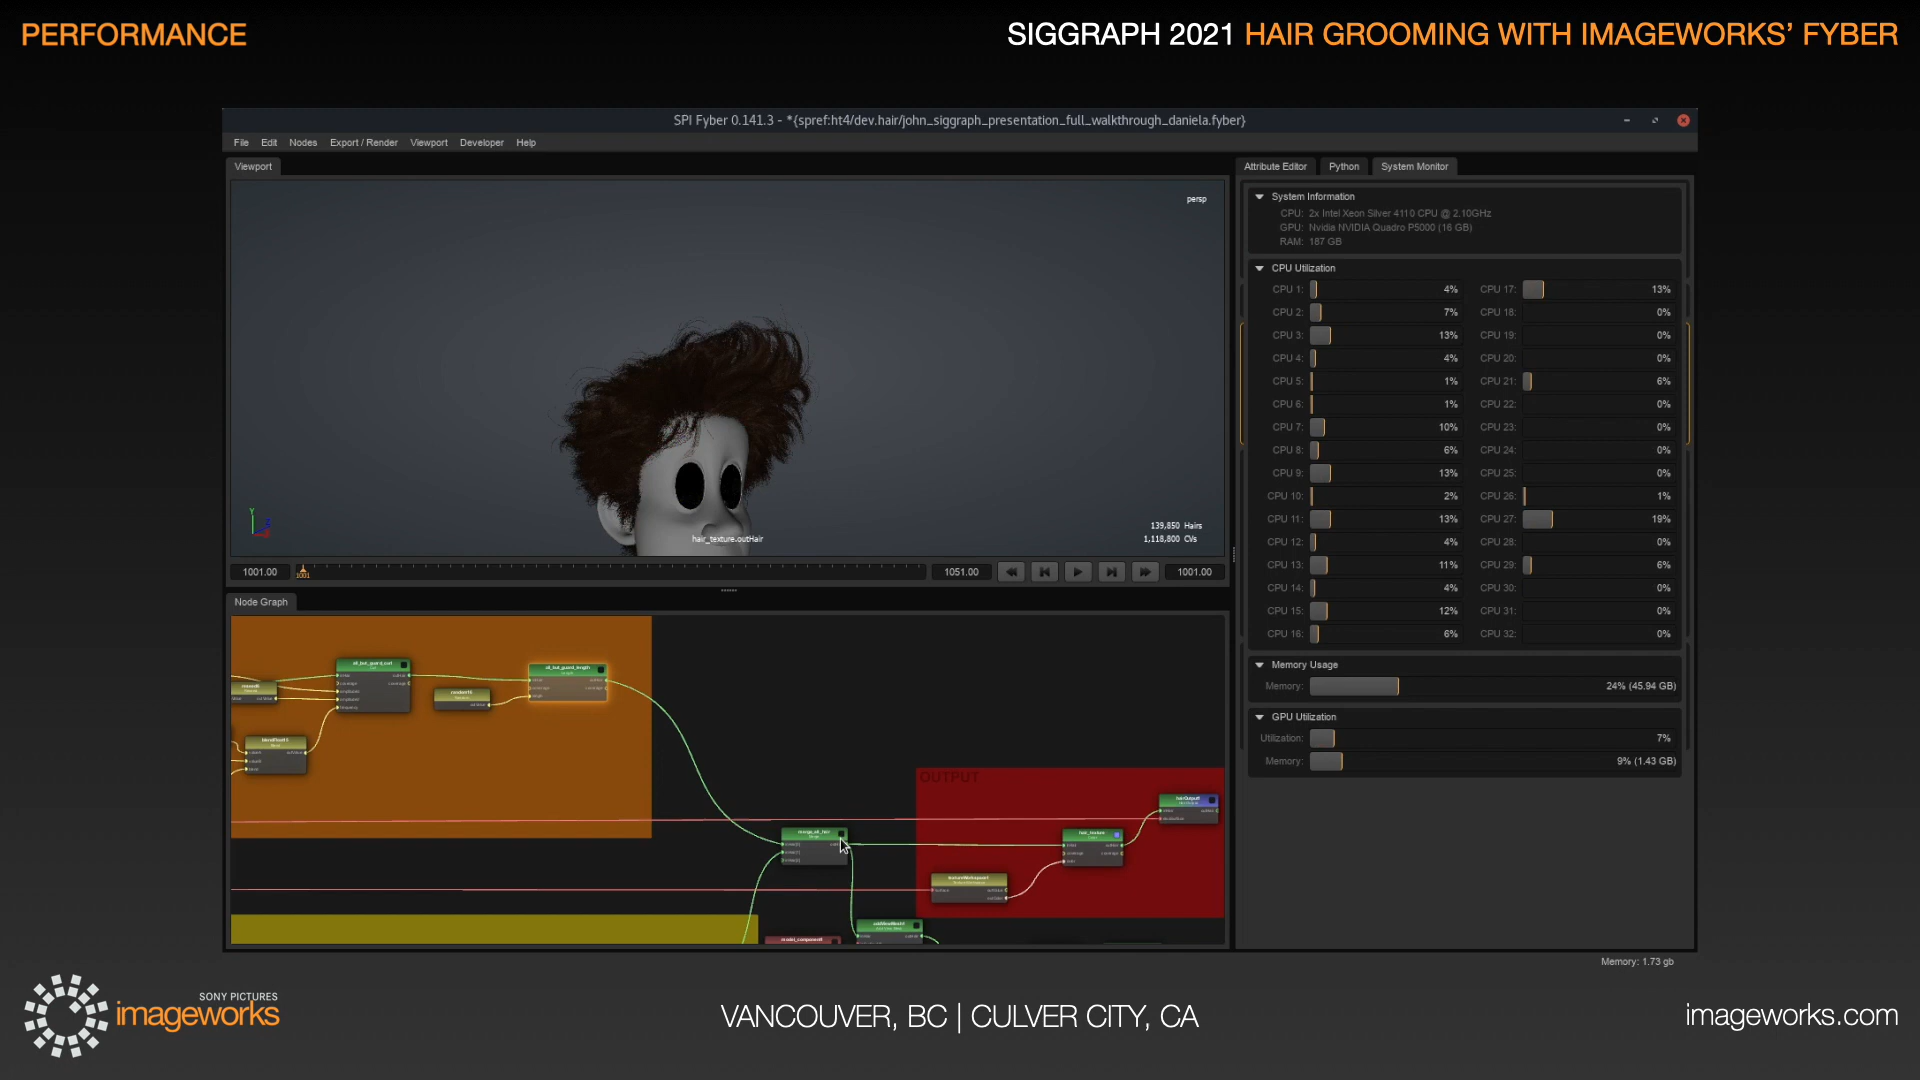 PERFORMANCE
SIGGRAPH 2021 HAIR GROOMING WITH IMAGEWORKS' FYBER
SPI Fyber 0.141.3 - *{spref:ht4/dev.hair/john_siggraph_presentation_full_walkthrough_daniela.fyber}
File Edit Nodes Export / Render Viewport Developer Help
Viewport
persp
139,850 Hairs
1,118,800 CVs
hair_texture.outHair
1001.00
1001
1051.00
1001.00
Node Graph
all_but_guard_curl
all_but_guard_length
OUTPUT
merge_all_hair
Merge
hair_texture
Attribute Editor Python System Monitor
System Information
CPU: 2x Intel Xeon Silver 4110 CPU @ 2.10GHz
GPU: Nvidia NVIDIA Quadro P5000 (16 GB)
RAM: 187 GB
CPU Utilization
CPU 1: 4% CPU 17: 13%
CPU 2: 7% CPU 18: 0%
CPU 3: 13% CPU 19: 0%
CPU 4: 4% CPU 20: 0%
CPU 5: 1% CPU 21: 6%
CPU 6: 1% CPU 22: 0%
CPU 7: 10% CPU 23: 0%
CPU 8: 6% CPU 24: 0%
CPU 9: 13% CPU 25: 0%
CPU 10: 2% CPU 26: 1%
CPU 11: 13% CPU 27: 19%
CPU 12: 4% CPU 28: 0%
CPU 13: 11% CPU 29: 6%
CPU 14: 4% CPU 30: 0%
CPU 15: 12% CPU 31: 0%
CPU 16: 6% CPU 32: 0%
Memory Usage
Memory: 24% (45.94 GB)
GPU Utilization
Utilization: 7%
Memory: 9% (1.43 GB)
Memory: 1.73 gb
SONY PICTURES
imageworks
VANCOUVER, BC | CULVER CITY, CA
imageworks.com